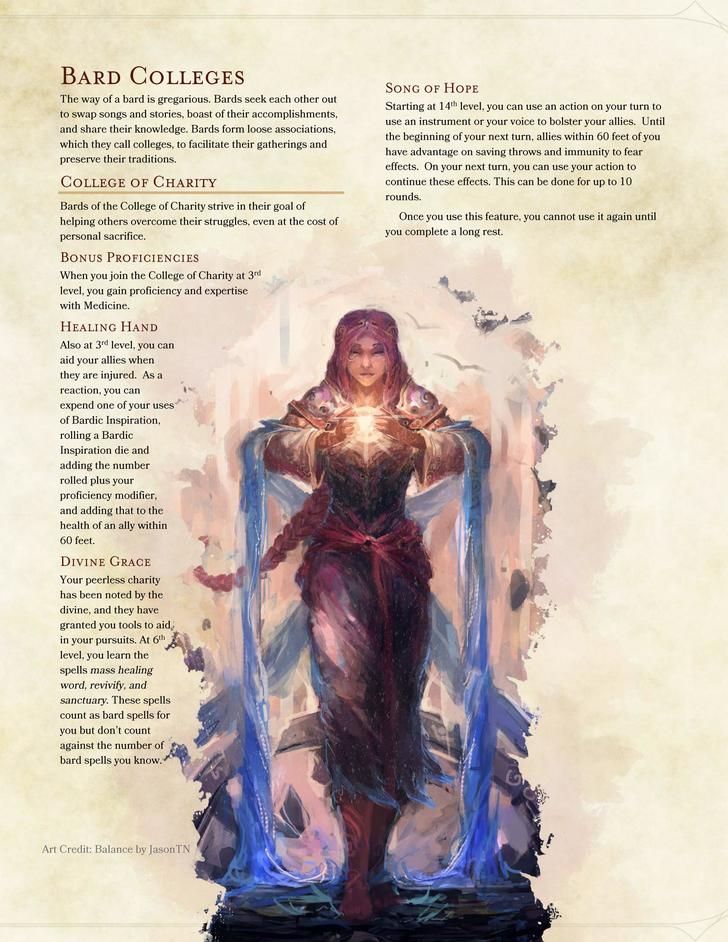 Bard Colleges
The way of a bard is gregarious. Bards seek each other out
to swap songs and stories, boast of their accomplishments,
and share their knowledge. Bards form loose associations,
which they call colleges, to facilitate their gatherings and
preserve their traditions.
College of Charity
Bards of the College of Charity strive in their goal of
helping others overcome their struggles, even at the cost of
personal sacrifice.
Bonus Proficiencies
When you join the College of Charity at 3rd
level, you gain proficiency and expertise
with Medicine.
Healing Hand
Also at 3rd level, you can
aid your allies when
they are injured.  As a
reaction, you can
expend one of your uses
of Bardic Inspiration,
rolling a Bardic
Inspiration die and
adding the number
rolled plus your
proficiency modifier,
and adding that to the
health of an ally within
60 feet.
Divine Grace
Your peerless charity
has been noted by the
divine, and they have
granted you tools to aid
in your pursuits. At 6th
level, you learn the
spells mass healing
word, revivify, and
sanctuary. These spells
count as bard spells for
you but don't count
against the number of
bard spells you know.
Song of Hope
Starting at 14th level, you can use an action on your turn to
use an instrument or your voice to bolster your allies.  Until
the beginning of your next turn, allies within 60 feet of you
have advantage on saving throws and immunity to fear
effects.  On your next turn, you can use your action to
continue these effects. This can be done for up to 10
rounds.
Once you use this feature, you cannot use it again until
you complete a long rest.
Art Credit: Balance by JasonTN